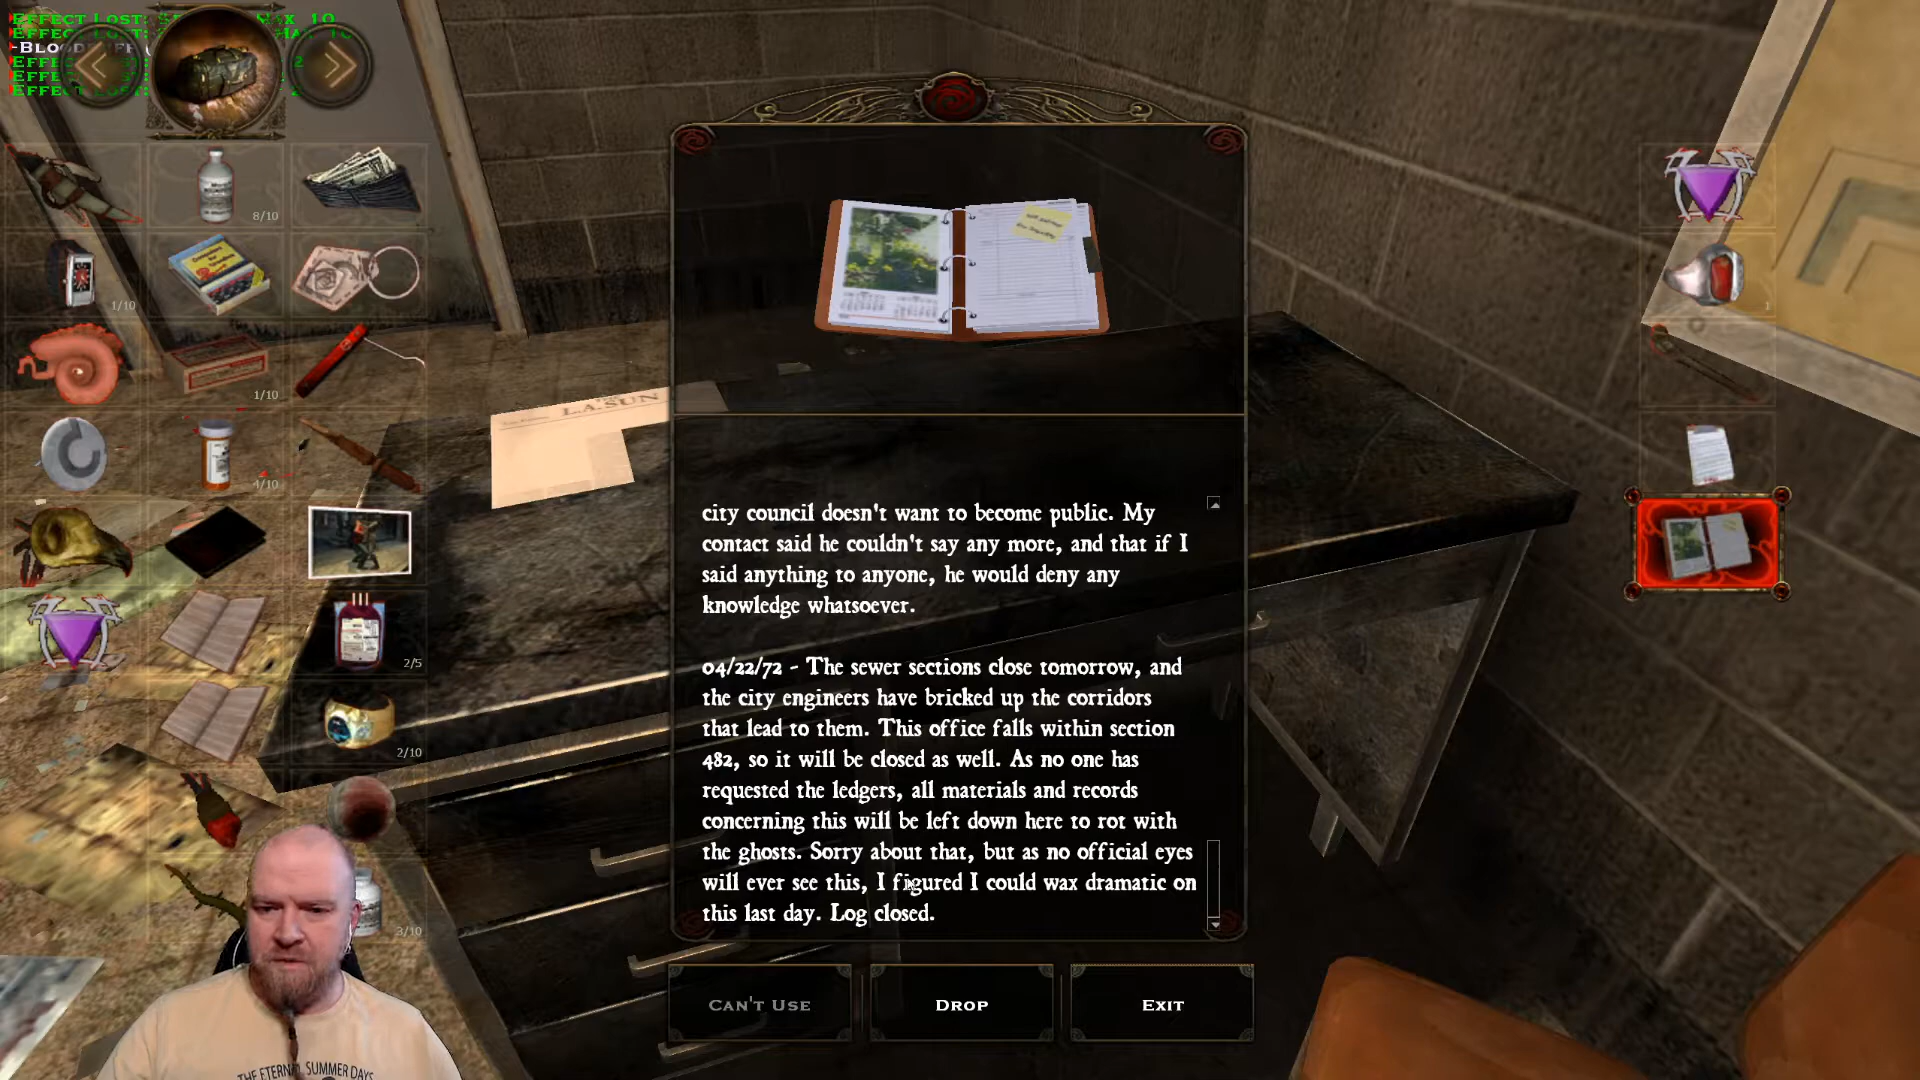 8/10
1/10
1/10
4/10
2/5
2/10
3/10
1
L.A.SUN
city council doesn't want to become public. My
contact said he couldn't say any more, and that if I
said anything to anyone, he would deny any
knowledge whatsoever.
04/22/72 - The sewer sections close tomorrow, and
the city engineers have bricked up the corridors
that lead to them. This office falls within section
482, so it will be closed as well. As no one has
requested the ledgers, all materials and records
concerning this will be left down here to rot with
the ghosts. Sorry about that, but as no official eyes
will ever see this, I figured I could wax dramatic on
this last day. Log closed.
Can't Use
Drop
Exit
THE ETERNAL SUMMER DAYS